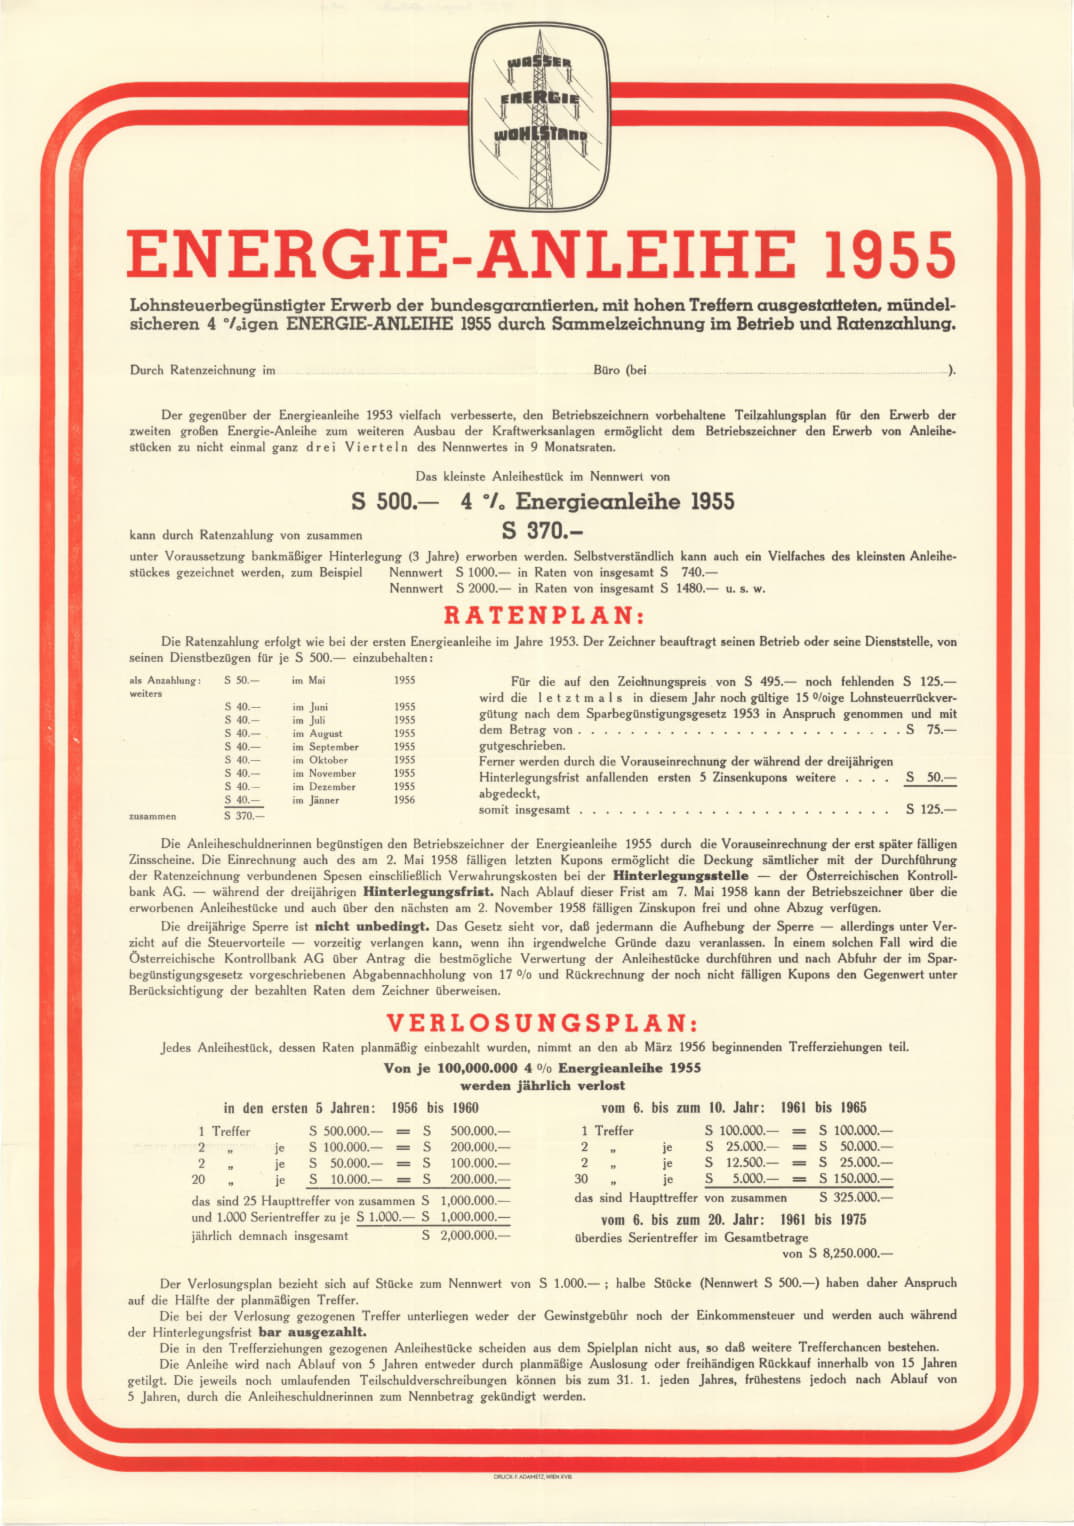 WASSER
ENERGIE
WOHLSTAND
ENERGIE-ANLEIHE 1955
Lohnsteuerbegünstigter Erwerb der bundesgarantierten, mit hohen Treffern ausgestatteten, mündel-
sicheren 4 %igen ENERGIE-ANLEIHE 1955 durch Sammelzeichnung im Betrieb und Ratenzahlung.
Durch Ratenzeichnung im Büro (bei ).
Der gegenüber der Energieanleihe 1953 vielfach verbesserte, den Betriebszeichnern vorbehaltene Teilzahlungsplan für den Erwerb der
zweiten großen Energie-Anleihe zum weiteren Ausbau der Kraftwerksanlagen ermöglicht dem Betriebszeichner den Erwerb von Anleihe-
stücken zu nicht einmal ganz drei Vierteln des Nennwertes in 9 Monatsraten.
Das kleinste Anleihestück im Nennwert von
S 500.— 4 % Energieanleihe 1955
kann durch Ratenzahlung von zusammen S 370.–
unter Voraussetzung bankmäßiger Hinterlegung (3 Jahre) erworben werden. Selbstverständlich kann auch ein Vielfaches des kleinsten Anleihe-
stückes gezeichnet werden, zum Beispiel Nennwert S 1000.— in Raten von insgesamt S 740.—
Nennwert S 2000.— in Raten von insgesamt S 1480.— u. s. w.
RATENPLAN:
Die Ratenzahlung erfolgt wie bei der ersten Energieanleihe im Jahre 1953. Der Zeichner beauftragt seinen Betrieb oder seine Dienststelle, von
seinen Dienstbezügen für je S 500.— einzubehalten:
als Anzahlung: S 50.— im Mai 1955
weiters
S 40.— im Juni 1955
S 40.— im Juli 1955
S 40.— im August 1955
S 40.— im September 1955
S 40.— im Oktober 1955
S 40.— im November 1955
S 40.— im Dezember 1955
S 40.— im Jänner 1956
zusammen S 370.—
Für die auf den Zeichnungspreis von S 495.— noch fehlenden S 125.—
wird die letztmals in diesem Jahr noch gültige 15 %ige Lohnsteuerrückver-
gütung nach dem Sparbegünstigungsgesetz 1953 in Anspruch genommen und mit
dem Betrag von . . . . . . . . . . . . . . . . . . . . . . . . . S 75.—
gutgeschrieben.
Ferner werden durch die Vorauseinrechnung der während der dreijährigen
Hinterlegungsfrist anfallenden ersten 5 Zinsenkupons weitere . . . . S 50.—
abgedeckt,
somit insgesamt . . . . . . . . . . . . . . . . . . . . . . . . S 125.—
Die Anleiheschuldnerinnen begünstigen den Betriebszeichner der Energieanleihe 1955 durch die Vorauseinrechnung der erst später fälligen
Zinsscheine. Die Einrechnung auch des am 2. Mai 1958 fälligen letzten Kupons ermöglicht die Deckung sämtlicher mit der Durchführung
der Ratenzeichnung verbundenen Spesen einschließlich Verwahrungskosten bei der Hinterlegungsstelle — der Österreichischen Kontroll-
bank AG. — während der dreijährigen Hinterlegungsfrist. Nach Ablauf dieser Frist am 7. Mai 1958 kann der Betriebszeichner über die
erworbenen Anleihestücke und auch über den nächsten am 2. November 1958 fälligen Zinskupon frei und ohne Abzug verfügen.
Die dreijährige Sperre ist nicht unbedingt. Das Gesetz sieht vor, daß jedermann die Aufhebung der Sperre — allerdings unter Ver-
zicht auf die Steuervorteile — vorzeitig verlangen kann, wenn ihn irgendwelche Gründe dazu veranlassen. In einem solchen Fall wird die
Österreichische Kontrollbank AG über Antrag die bestmögliche Verwertung der Anleihestücke durchführen und nach Abfuhr der im Spar-
begünstigungsgesetz vorgeschriebenen Abgabennachholung von 17 % und Rückrechnung der noch nicht fälligen Kupons den Gegenwert unter
Berücksichtigung der bezahlten Raten dem Zeichner überweisen.
VERLOSUNGSPLAN:
Jedes Anleihestück, dessen Raten planmäßig einbezahlt wurden, nimmt an den ab März 1956 beginnenden Trefferziehungen teil.
Von je 100,000.000 4 % Energieanleihe 1955
werden jährlich verlost
in den ersten 5 Jahren: 1956 bis 1960
1 Treffer S 500.000.— = S 500.000.—
2 „ je S 100.000.— = S 200.000.—
2 „ je S 50.000.— = S 100.000.—
20 „ je S 10.000.— = S 200.000.—
das sind 25 Haupttreffer von zusammen S 1,000.000.—
und 1.000 Serientreffer zu je S 1.000.— S 1,000.000.—
jährlich demnach insgesamt S 2,000.000.—
vom 6. bis zum 10. Jahr: 1961 bis 1965
1 Treffer S 100.000.— = S 100.000.—
2 „ je S 25.000.— = S 50.000.—
2 „ je S 12.500.— = S 25.000.—
30 „ je S 5.000.— = S 150.000.—
das sind Haupttreffer von zusammen S 325.000.—
vom 6. bis zum 20. Jahr: 1961 bis 1975
überdies Serientreffer im Gesamtbetrage
von S 8,250.000.—
Der Verlosungsplan bezieht sich auf Stücke zum Nennwert von S 1.000.— ; halbe Stücke (Nennwert S 500.—) haben daher Anspruch
auf die Hälfte der planmäßigen Treffer.
Die bei der Verlosung gezogenen Treffer unterliegen weder der Gewinstgebühr noch der Einkommensteuer und werden auch während
der Hinterlegungsfrist bar ausgezahlt.
Die in den Trefferziehungen gezogenen Anleihestücke scheiden aus dem Spielplan nicht aus, so daß weitere Trefferchancen bestehen.
Die Anleihe wird nach Ablauf von 5 Jahren entweder durch planmäßige Auslosung oder freihändigen Rückkauf innerhalb von 15 Jahren
getilgt. Die jeweils noch umlaufenden Teilschuldverschreibungen können bis zum 31. 1. jeden Jahres, frühestens jedoch nach Ablauf von
5 Jahren, durch die Anleiheschuldnerinnen zum Nennbetrag gekündigt werden.
DRUCK: F. ADAMETZ, WIEN XVIII.